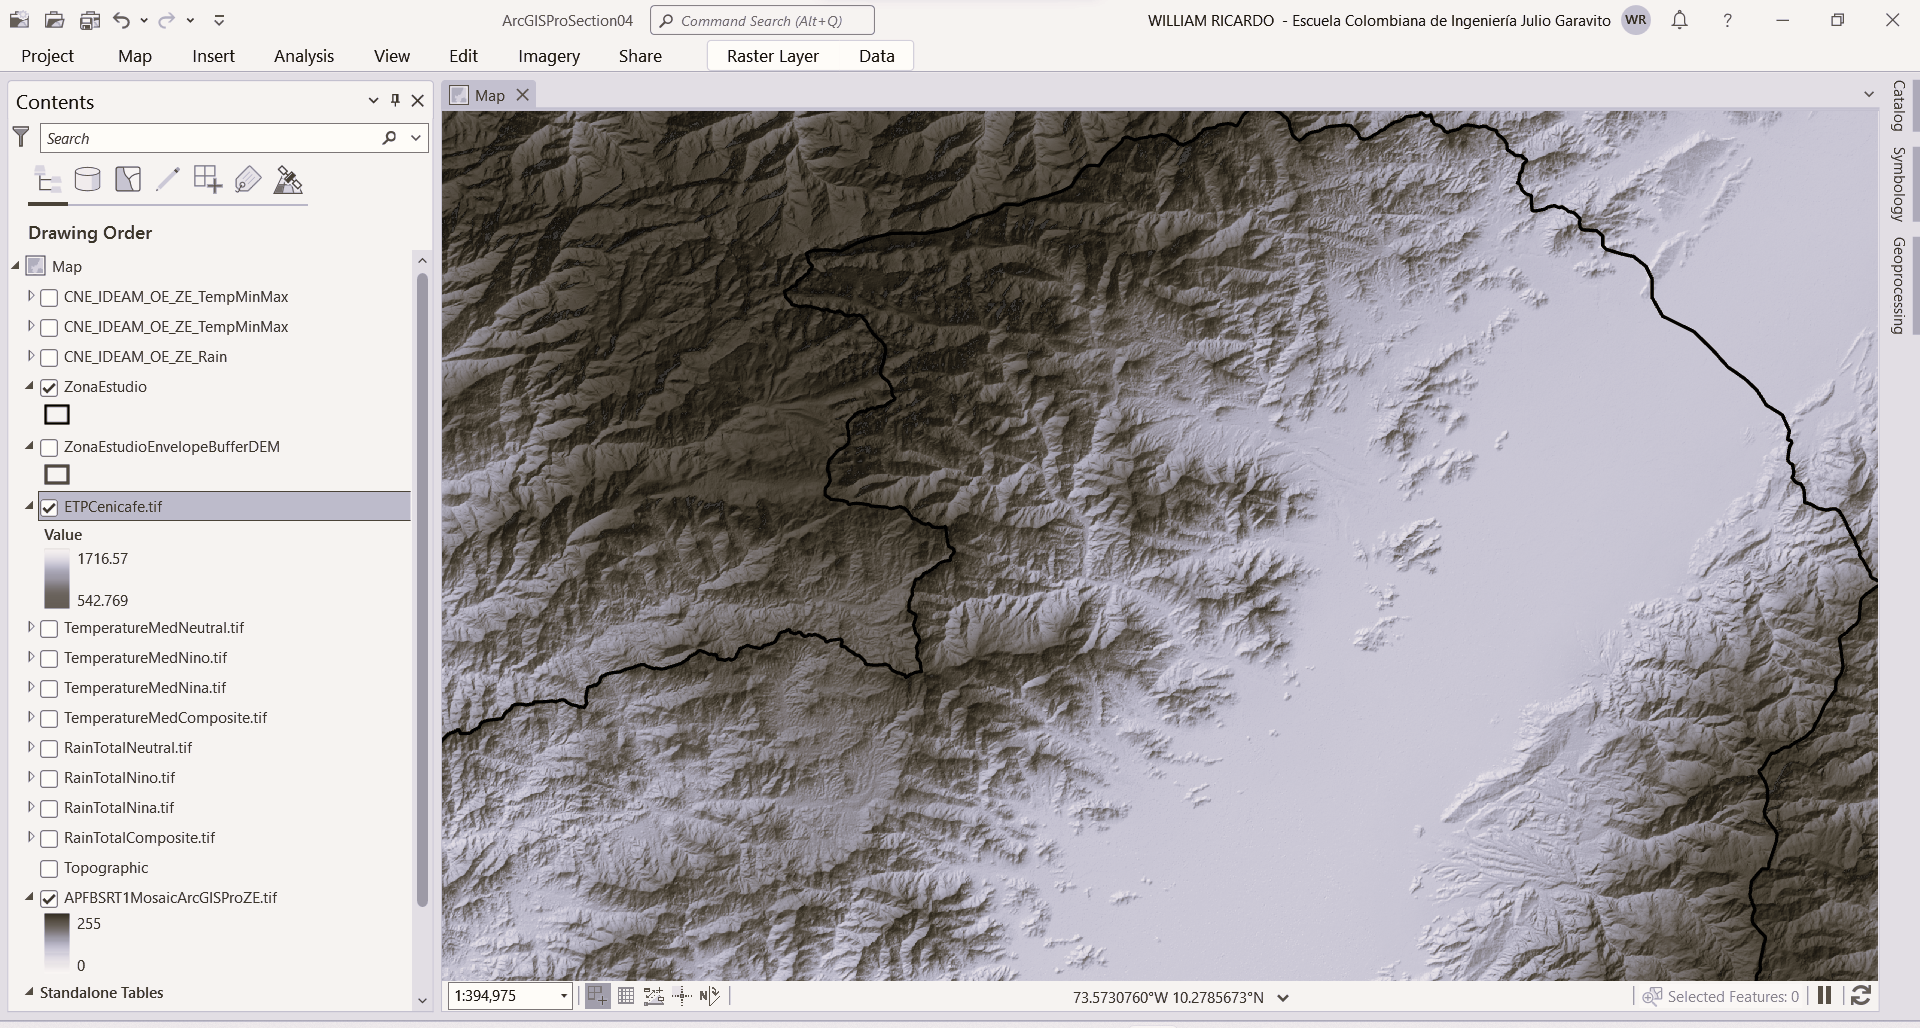 ArcGISProSection04
Command Search (Alt+Q)
WILLIAM RICARDO - Escuela Colombiana de Ingeniería Julio Garavito
WR
?
Project
Map
Insert
Analysis
View
Edit
Imagery
Share
Raster Layer
Data
Contents
Search
Drawing Order
Map
CNE_IDEAM_OE_ZE_TempMinMax
CNE_IDEAM_OE_ZE_TempMinMax
CNE_IDEAM_OE_ZE_Rain
ZonaEstudio
ZonaEstudioEnvelopeBufferDEM
ETPCenicafe.tif
Value
1716.57
542.769
TemperatureMedNeutral.tif
TemperatureMedNino.tif
TemperatureMedNina.tif
TemperatureMedComposite.tif
RainTotalNeutral.tif
RainTotalNino.tif
RainTotalNina.tif
RainTotalComposite.tif
Topographic
APFBSRT1MosaicArcGISProZE.tif
255
0
Standalone Tables
Map
1:394,975
N
73.5730760°W 10.2785673°N
Selected Features: 0
Catalog
Symbology
Geoprocessing